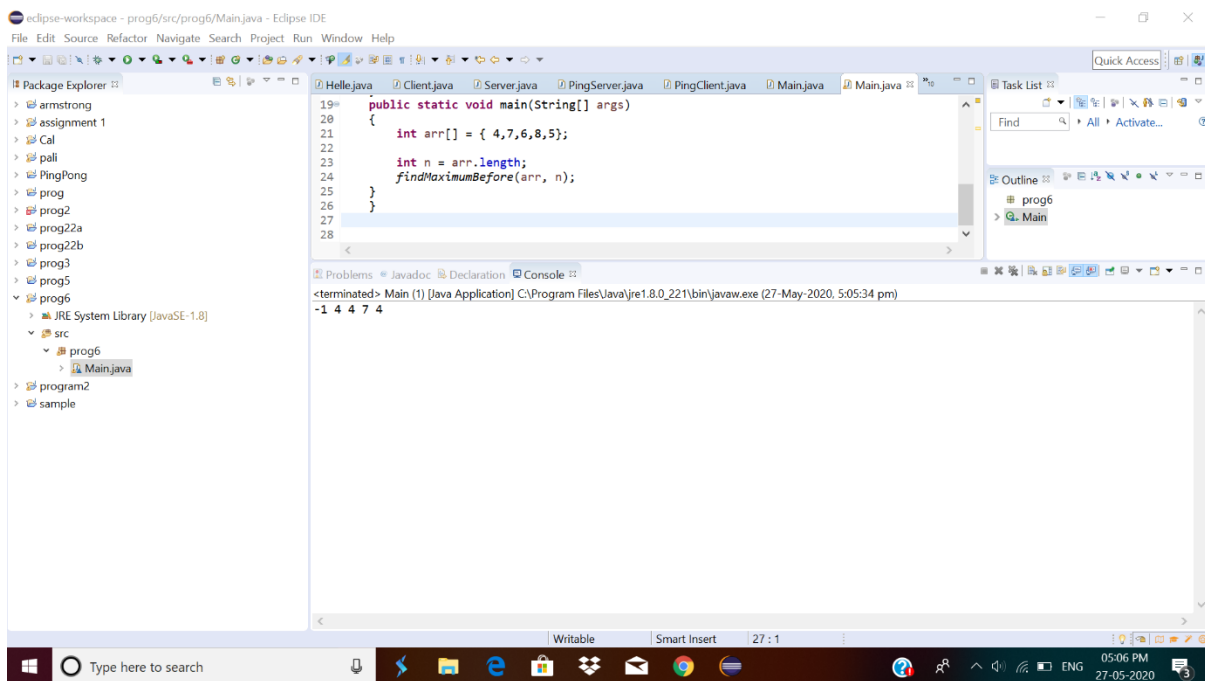 eclipse-workspace - prog6/src/prog6/Main.java - Eclipse IDE
File Edit Source Refactor Navigate Search Project Run Window Help
Quick Access
Package Explorer
armstrong
assignment 1
Cal
pali
PingPong
prog
prog2
prog22a
prog22b
prog3
prog5
prog6
JRE System Library [JavaSE-1.8]
src
prog6
Main.java
program2
sample
Helle.java Client.java Server.java PingServer.java PingClient.java Main.java Main.java »10
19 public static void main(String[] args)
20 {
21 int arr[] = { 4,7,6,8,5};
22
23 int n = arr.length;
24 findMaximumBefore(arr, n);
25 }
26 }
27
28
Task List
Find All Activate...
Outline
prog6
Main
Problems Javadoc Declaration Console
<terminated> Main (1) [Java Application] C:\Program Files\Java\jre1.8.0_221\bin\javaw.exe (27-May-2020, 5:05:34 pm)
-1 4 4 7 4
Writable Smart Insert 27 : 1
Type here to search
ENG
05:06 PM
27-05-2020
3